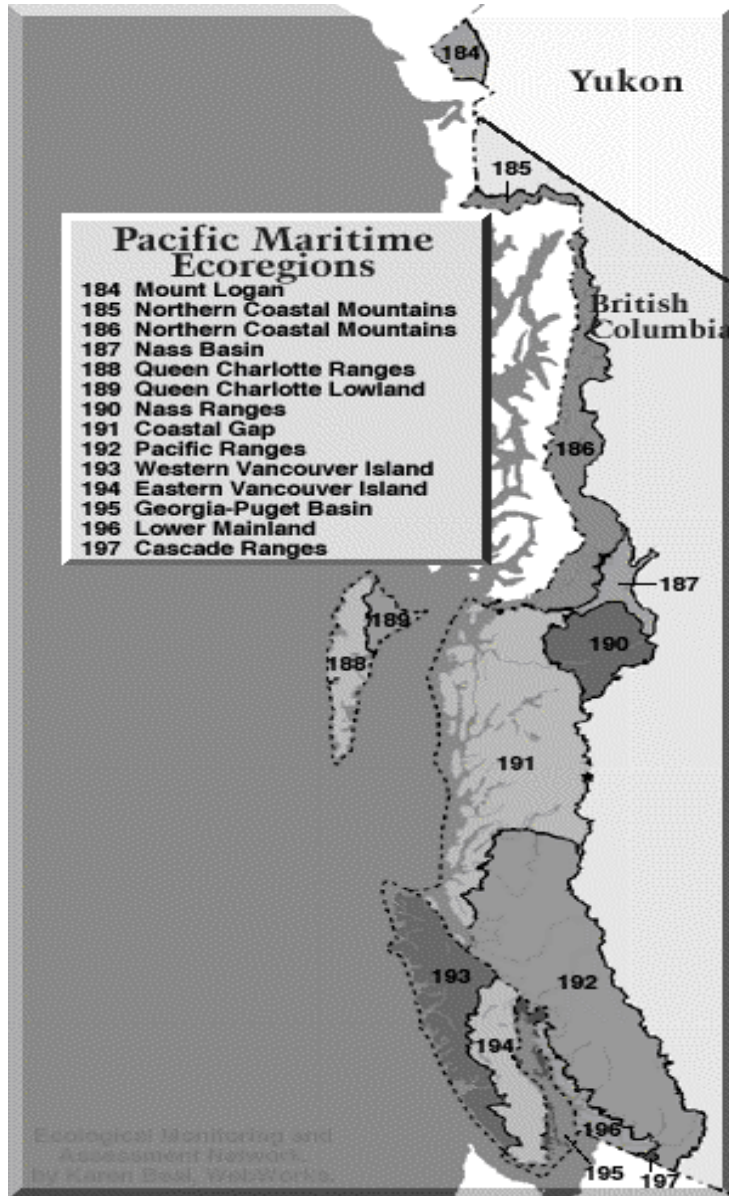 184
Yukon
185
Pacific Maritime
Ecoregions
184 Mount Logan
185 Northern Coastal Mountains
186 Northern Coastal Mountains
187 Nass Basin
188 Queen Charlotte Ranges
189 Queen Charlotte Lowland
190 Nass Ranges
191 Coastal Gap
192 Pacific Ranges
193 Western Vancouver Island
194 Eastern Vancouver Island
195 Georgia-Puget Basin
196 Lower Mainland
197 Cascade Ranges
British
Columbia
186
187
189
190
188
191
193
192
194
196
195
197
Ecological Monitoring and
Assessment Network.
by Karen WebWorks